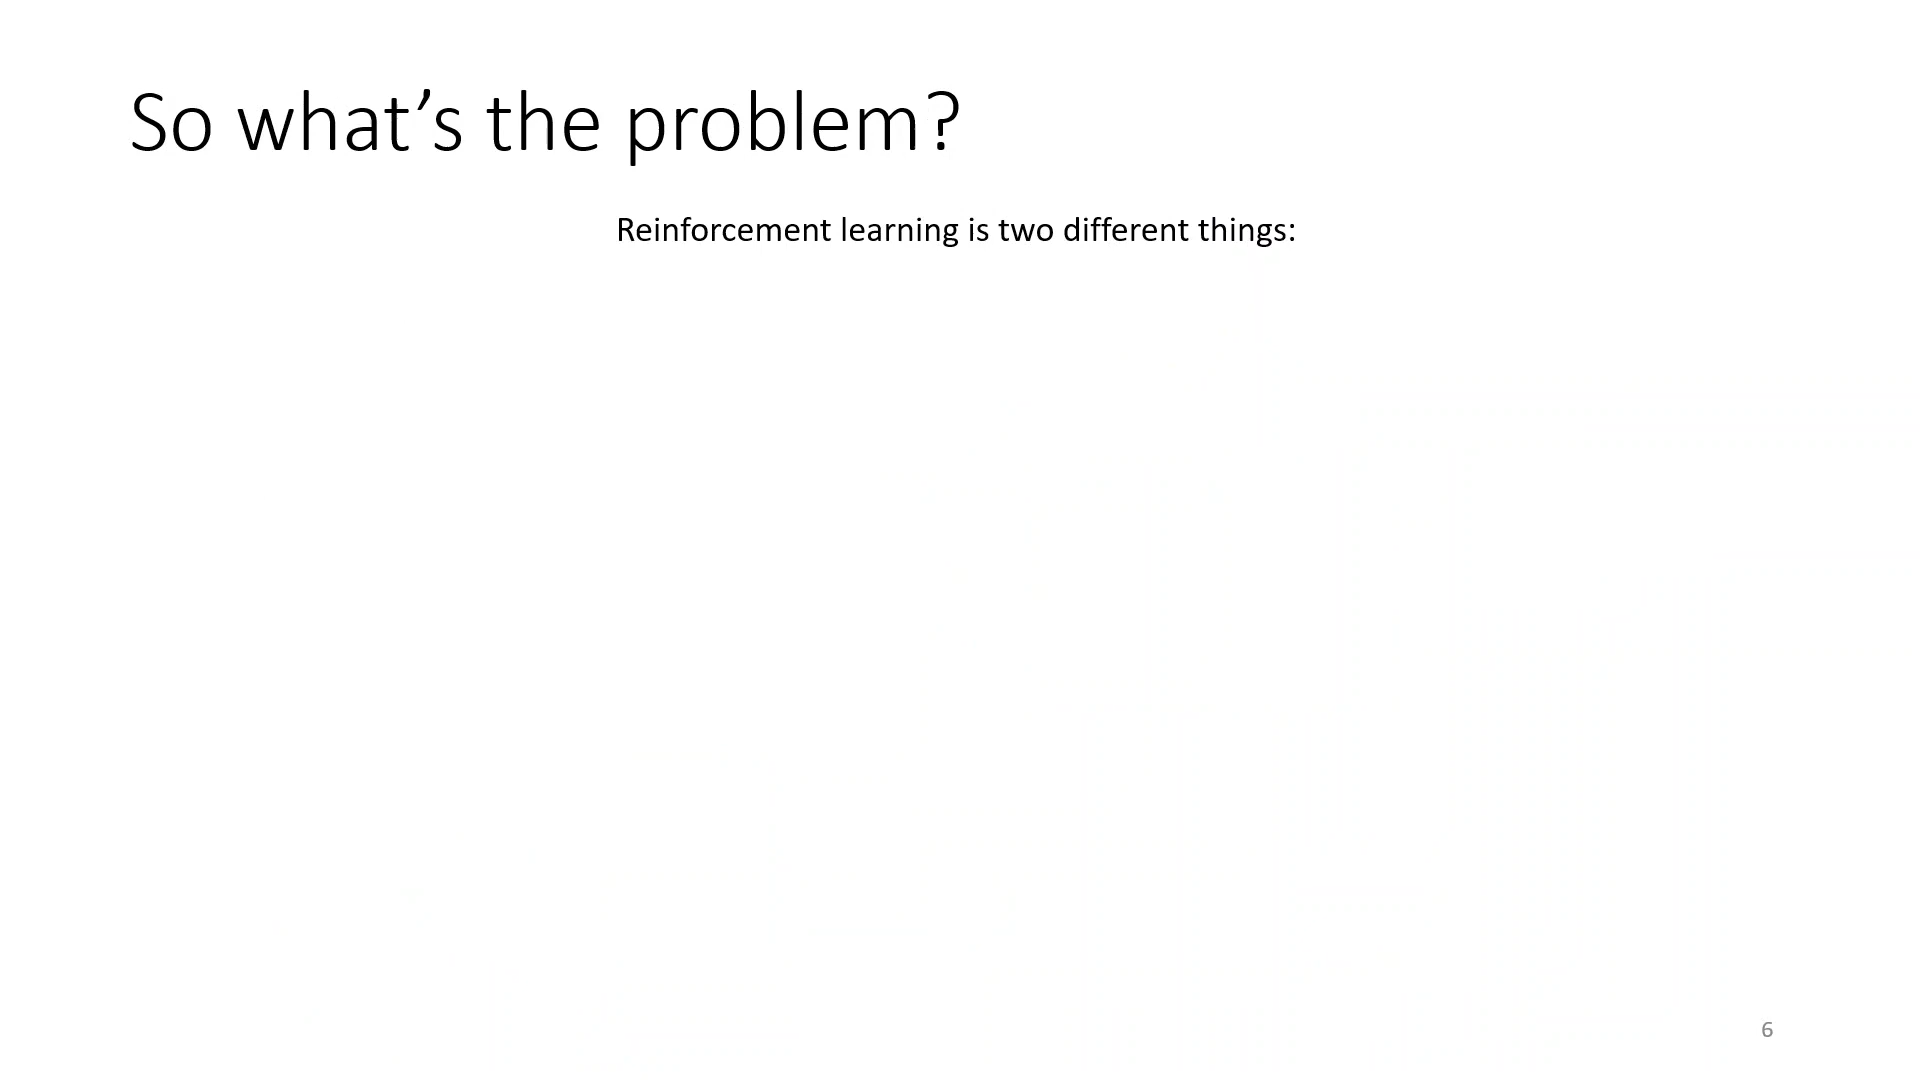 So what’s the problem?
Reinforcement learning is two different things:
6